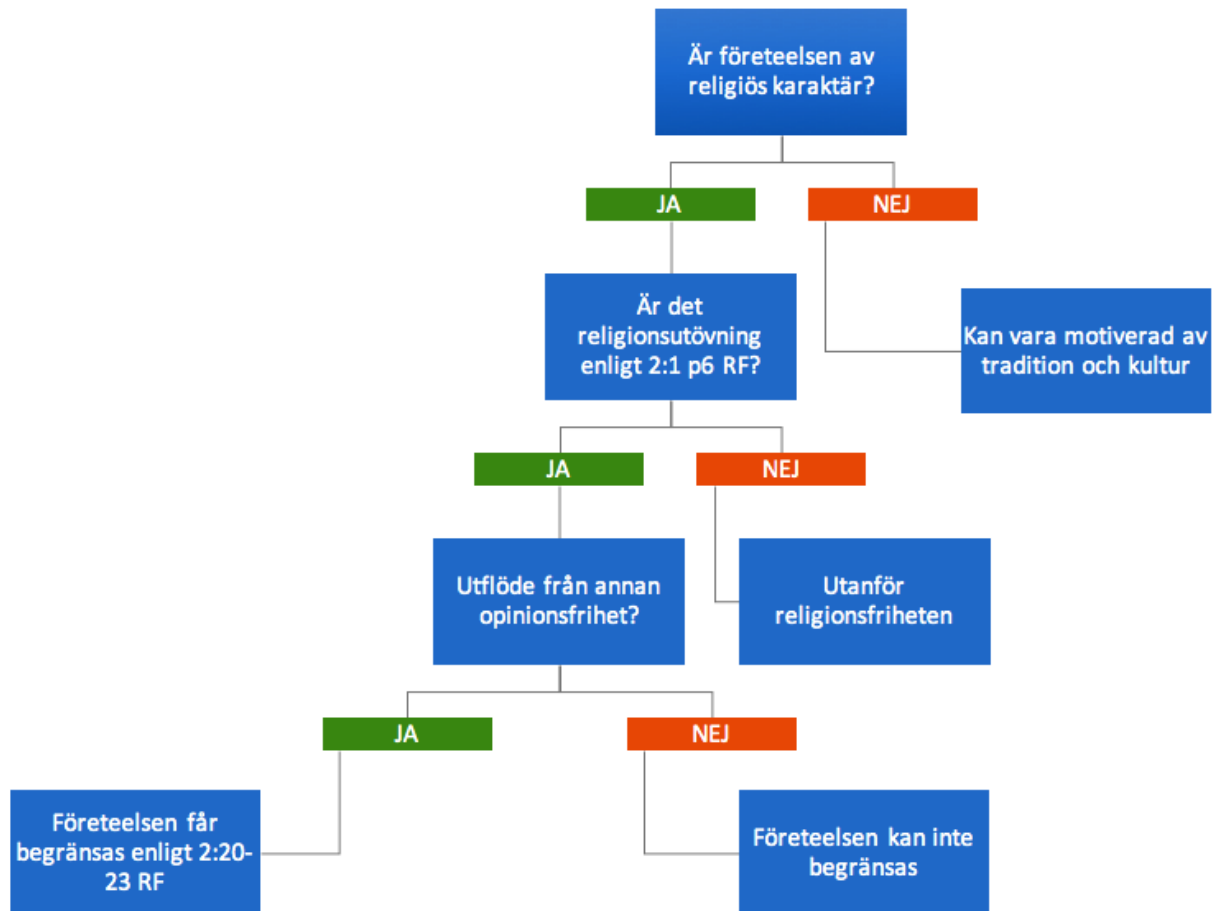 Är företeelsen av
religiös karaktär?
JA
NEJ
Är det
religionsutövning
enligt 2:1 p6 RF?
Kan vara motiverad av
tradition och kultur
JA
NEJ
Utflöde från annan
opinionsfrihet?
Utanför
religionsfriheten
JA
NEJ
Företeelsen får
begränsas enligt 2:20-
23 RF
Företeelsen kan inte
begränsas